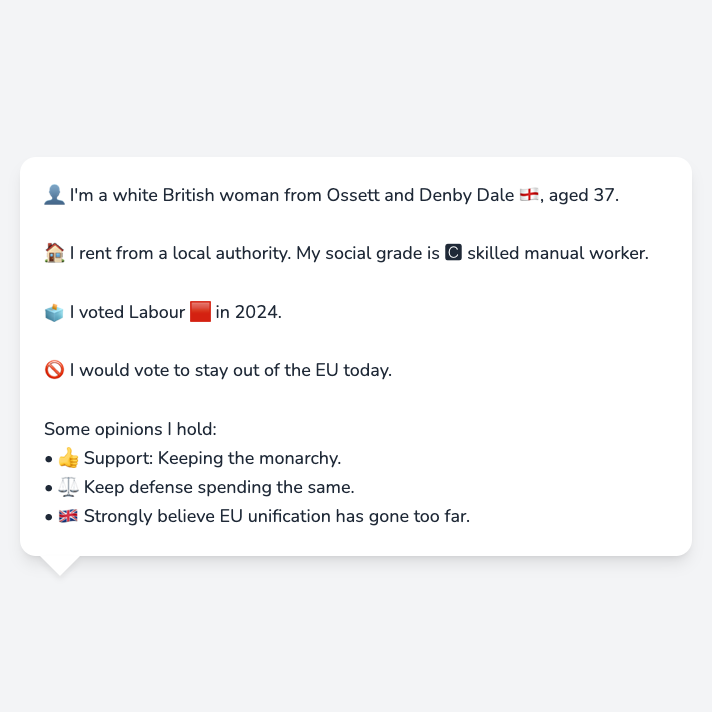 👤 I'm a white British woman from Ossett and Denby Dale 🏴󠁧󠁢󠁥󠁮󠁧󠁿, aged 37.
🏠 I rent from a local authority. My social grade is 🅲 skilled manual worker.
🗳️ I voted Labour 🟥 in 2024.
🚫 I would vote to stay out of the EU today.
Some opinions I hold:
• 👍 Support: Keeping the monarchy.
• ⚖️ Keep defense spending the same.
• 🇬🇧 Strongly believe EU unification has gone too far.